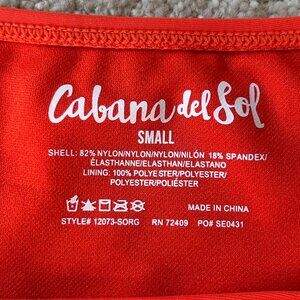 Cabana del Sol
SMALL
SHELL: 82% NYLON/NYLON/NYLON/NILÓN 18% SPANDEX/
ÉLASTHANNE/ELASTHAN/ELASTANO
LINING: 100% POLYESTER/POLYESTER/
POLYESTER/POLIÉSTER
MADE IN CHINA
STYLE# 12073-SORG RN 72409 PO# SE0431